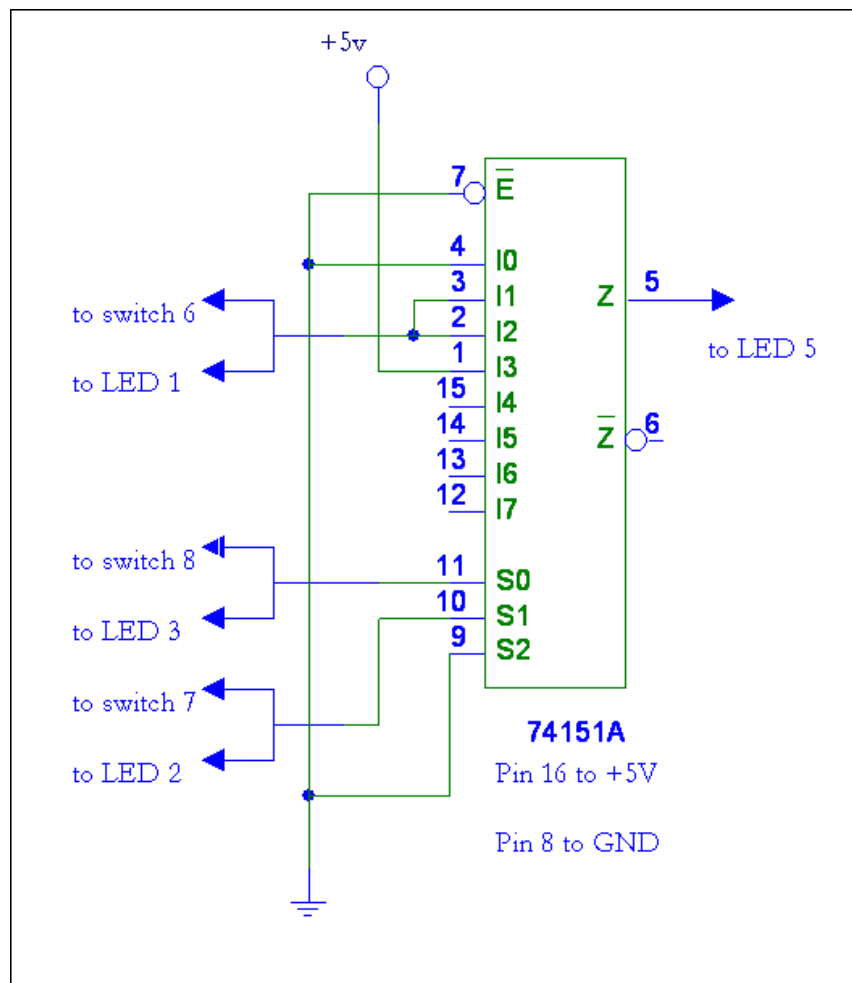 +5v
7 E
4 I0
3 I1
to switch 6
Z 5
2 I2
to LED 5
1 I3
to LED 1
15 I4
14 I5
Z 6
13 I6
12 I7
to switch 8
11 S0
10 S1
to LED 3
9 S2
to switch 7
74151A
to LED 2
Pin 16 to +5V
Pin 8 to GND